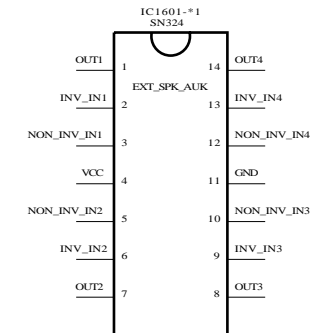 IC1601-*1
SN324
OUT1 1 14 OUT4
EXT_SPK_AUK
INV_IN1 2 13 INV_IN4
NON_INV_IN1 3 12 NON_INV_IN4
VCC 4 11 GND
NON_INV_IN2 5 10 NON_INV_IN3
INV_IN2 6 9 INV_IN3
OUT2 7 8 OUT3